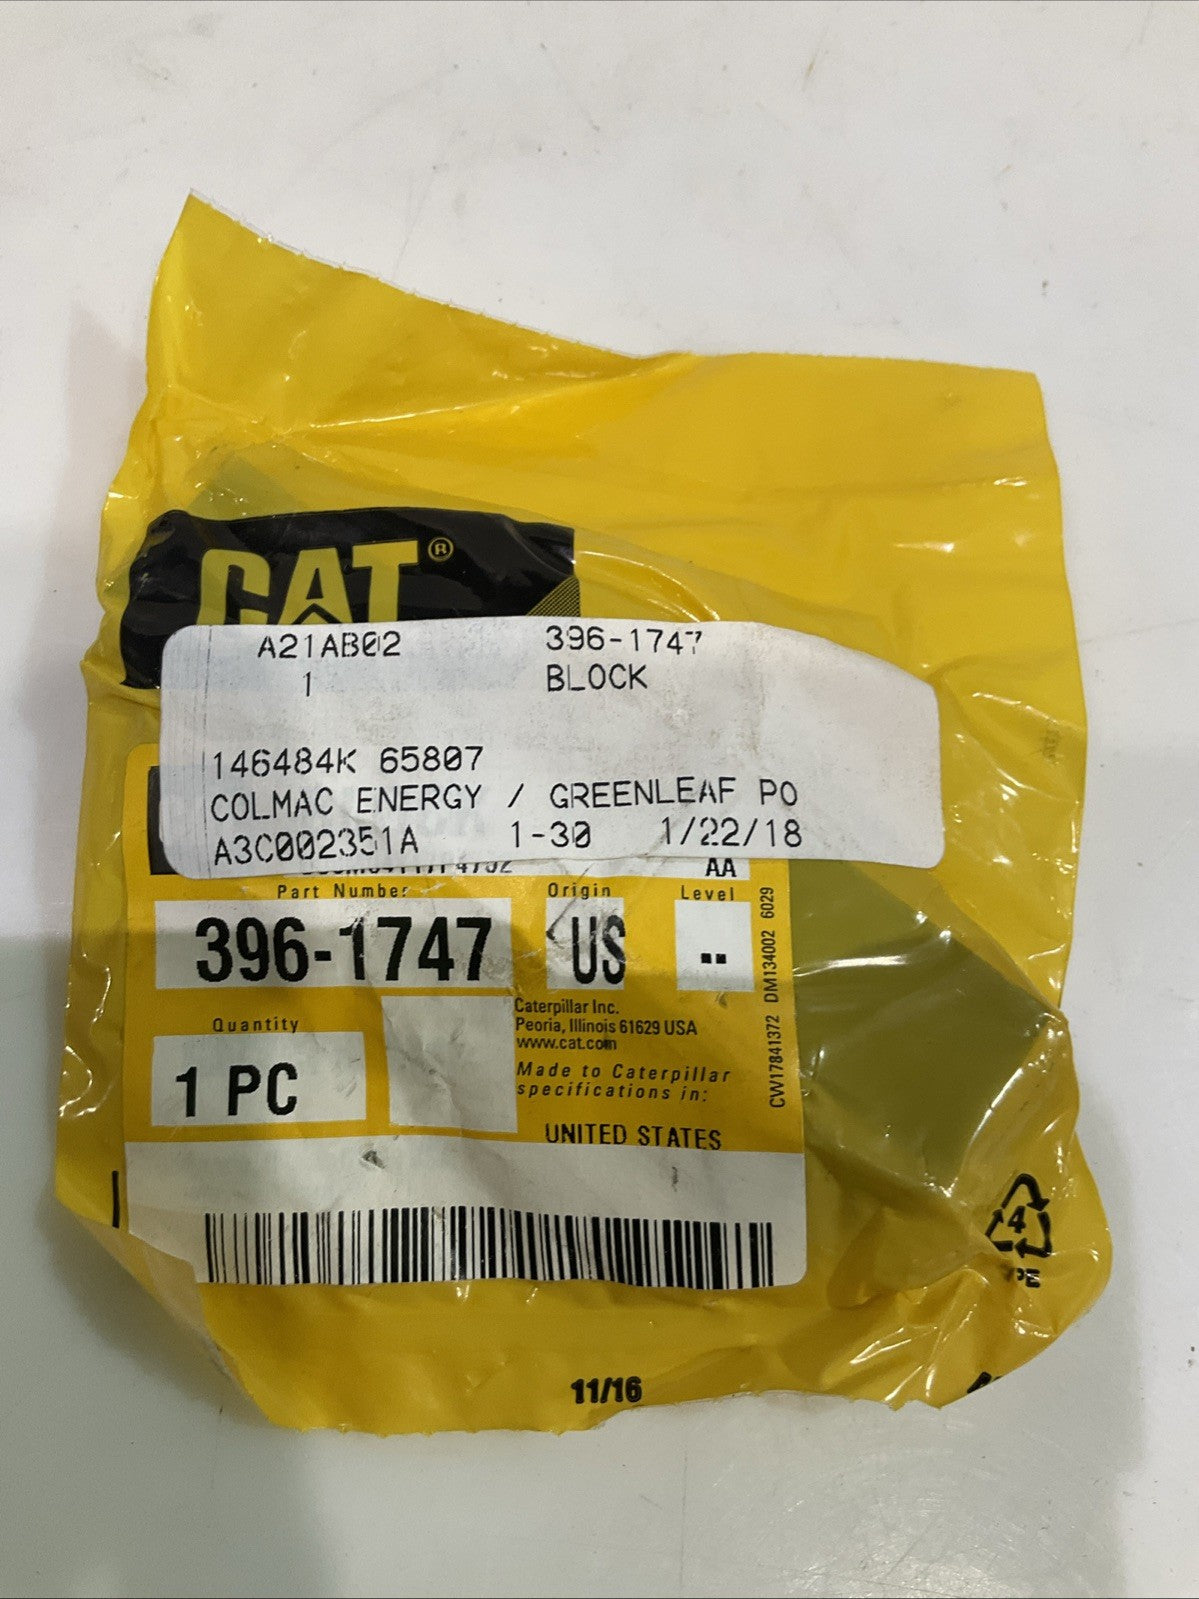 CAT®
A21AB02 396-1747
1 BLOCK
146484K 65807
COLMAC ENERGY / GREENLEAF PO
A3C002351A 1-30 1/22/18
AA
Part Number Origin Level
396-1747 US --
Caterpillar Inc.
Peoria, Illinois 61629 USA
www.cat.com
Quantity
1 PC
Made to Caterpillar
specifications in:
UNITED STATES
CW17841372 DM134002 6029
4
11/16